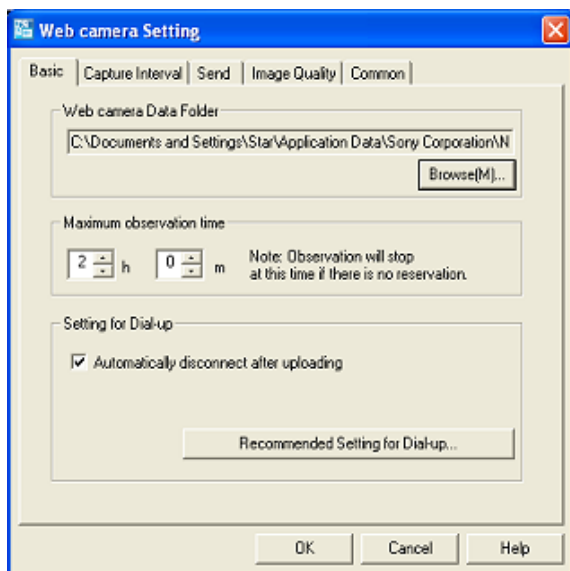 Web camera Setting
Basic Capture Interval Send Image Quality Common
Web camera Data Folder
C:\Documents and Settings\Star\Application Data\Sony Corporation\N
Browse(M)...
Maximum observation time
2 h 0 m
Note: Observation will stop
at this time if there is no reservation.
Setting for Dial-up
Automatically disconnect after uploading
Recommended Setting for Dial-up...
OK Cancel Help